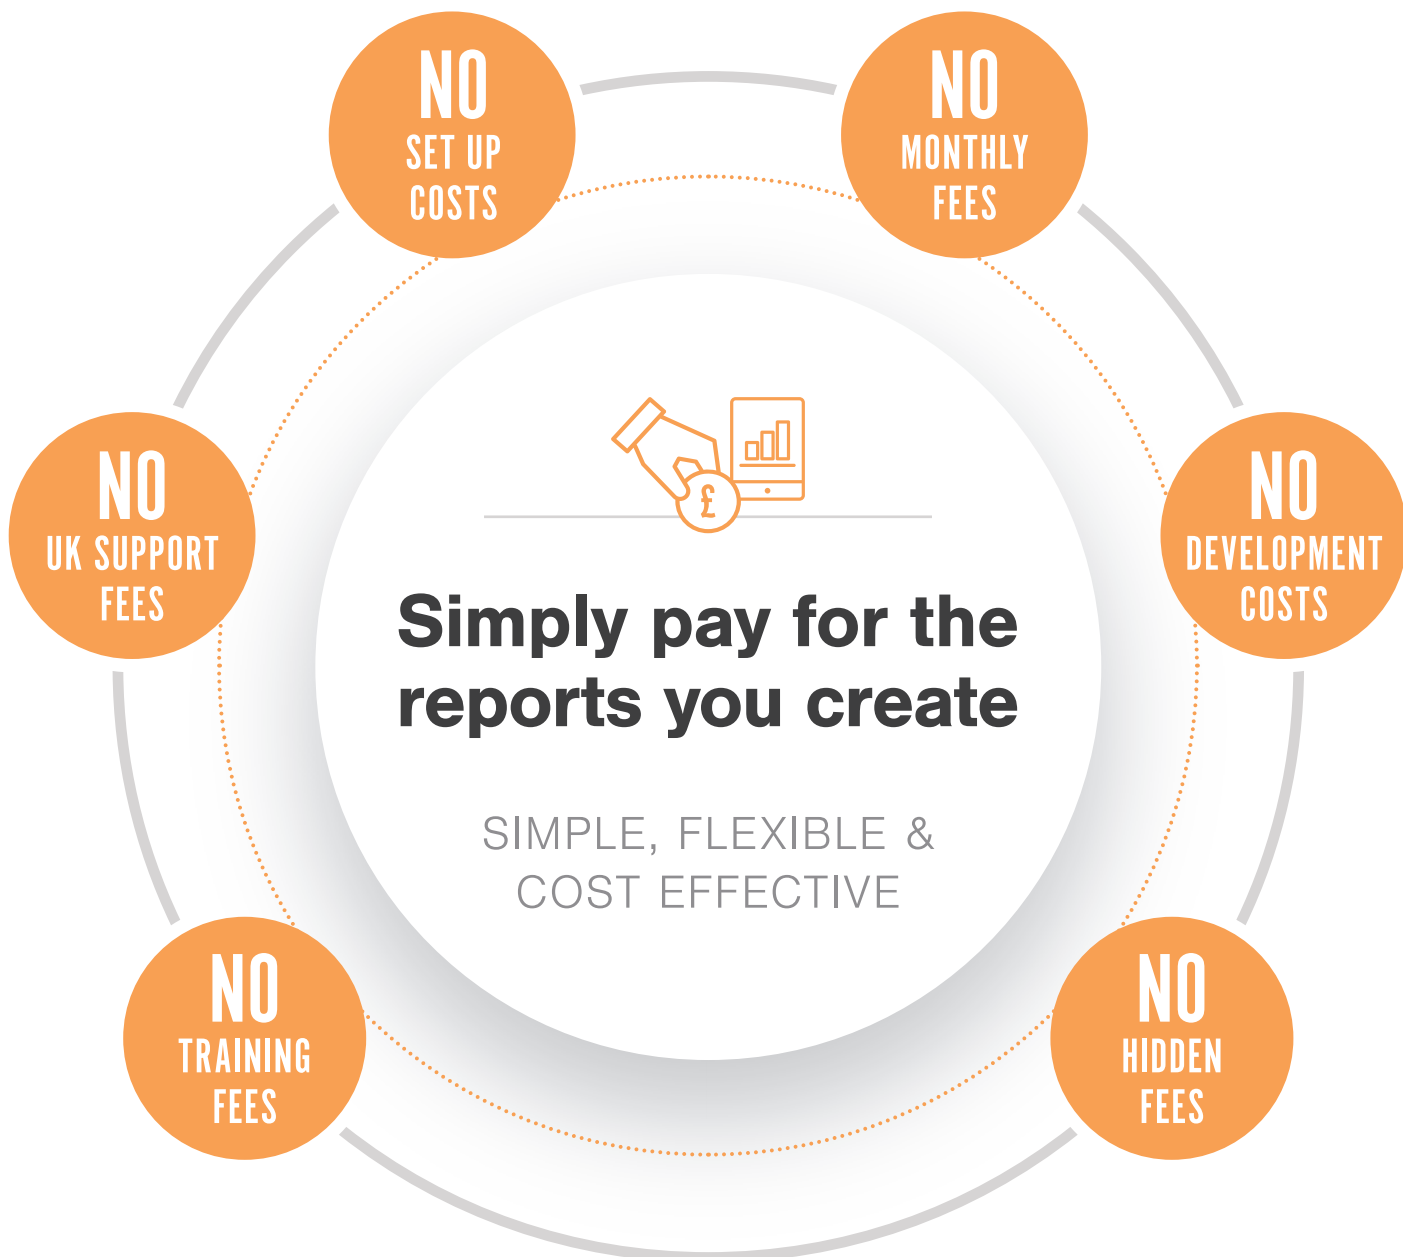 NO
SET UP
COSTS
NO
MONTHLY
FEES
NO
UK SUPPORT
FEES
NO
DEVELOPMENT
COSTS
£
Simply pay for the
reports you create
SIMPLE, FLEXIBLE &
COST EFFECTIVE
NO
TRAINING
FEES
NO
HIDDEN
FEES